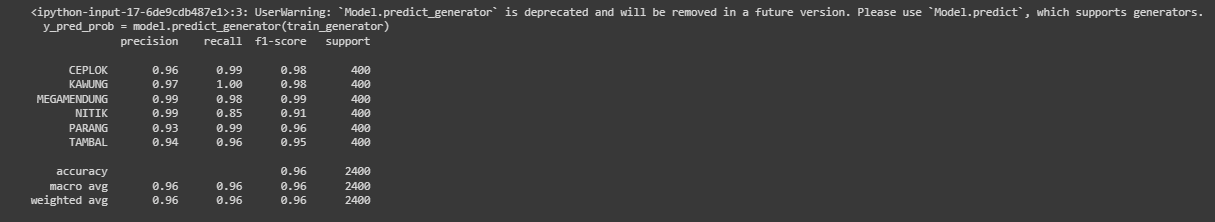 <ipython-input-17-6de9cdb487e1>:3: UserWarning: `Model.predict_generator` is deprecated and will be removed in a future version. Please use `Model.predict`, which supports generators.
  y_pred_prob = model.predict_generator(train_generator)
              precision    recall  f1-score   support
      CEPLOK       0.96      0.99      0.98       400
      KAWUNG       0.97      1.00      0.98       400
 MEGAMENDUNG       0.99      0.98      0.99       400
       NITIK       0.99      0.85      0.91       400
      PARANG       0.93      0.99      0.96       400
      TAMBAL       0.94      0.96      0.95       400
    accuracy                           0.96      2400
   macro avg       0.96      0.96      0.96      2400
weighted avg       0.96      0.96      0.96      2400